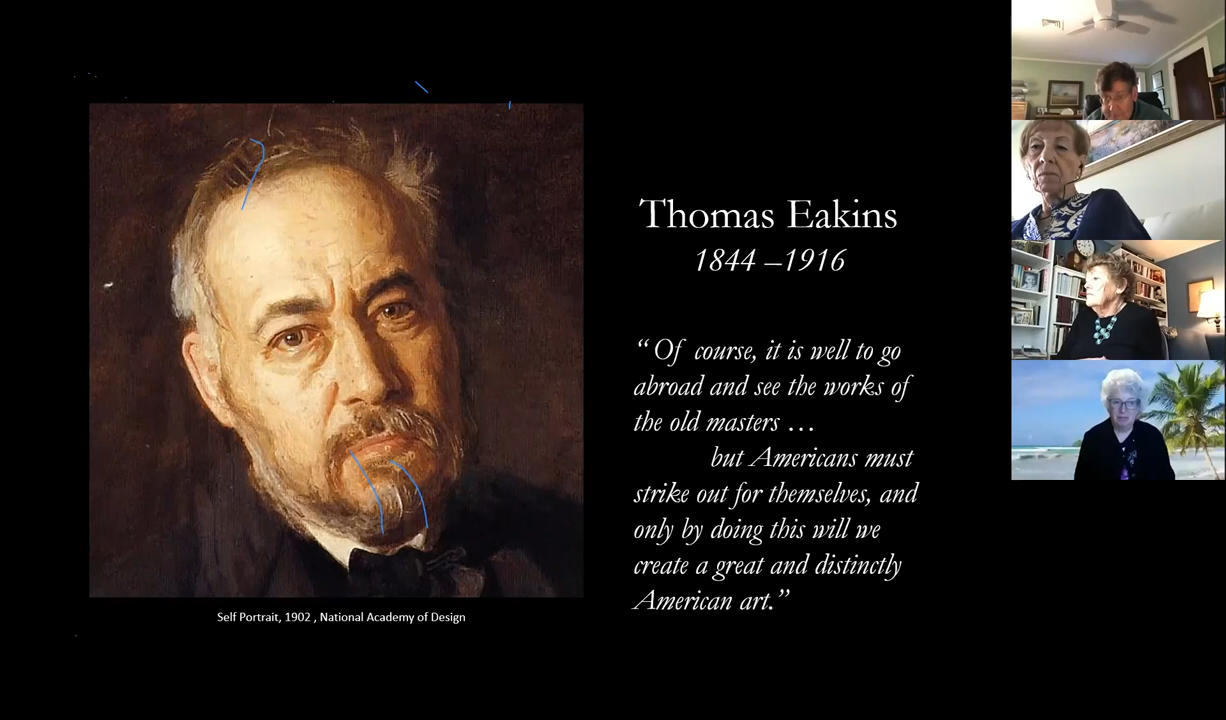 Thomas Eakins
1844 –1916
“ Of course, it is well to go
abroad and see the works of
the old masters …
but Americans must
strike out for themselves, and
only by doing this will we
create a great and distinctly
American art.”
Self Portrait, 1902 , National Academy of Design